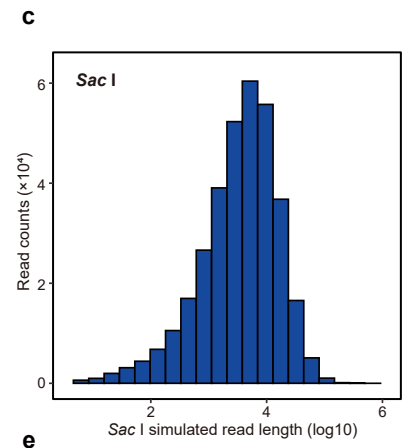 c
Sac I
6
4
2
0
Read counts (×10⁴)
2 4 6
Sac I simulated read length (log10)
e